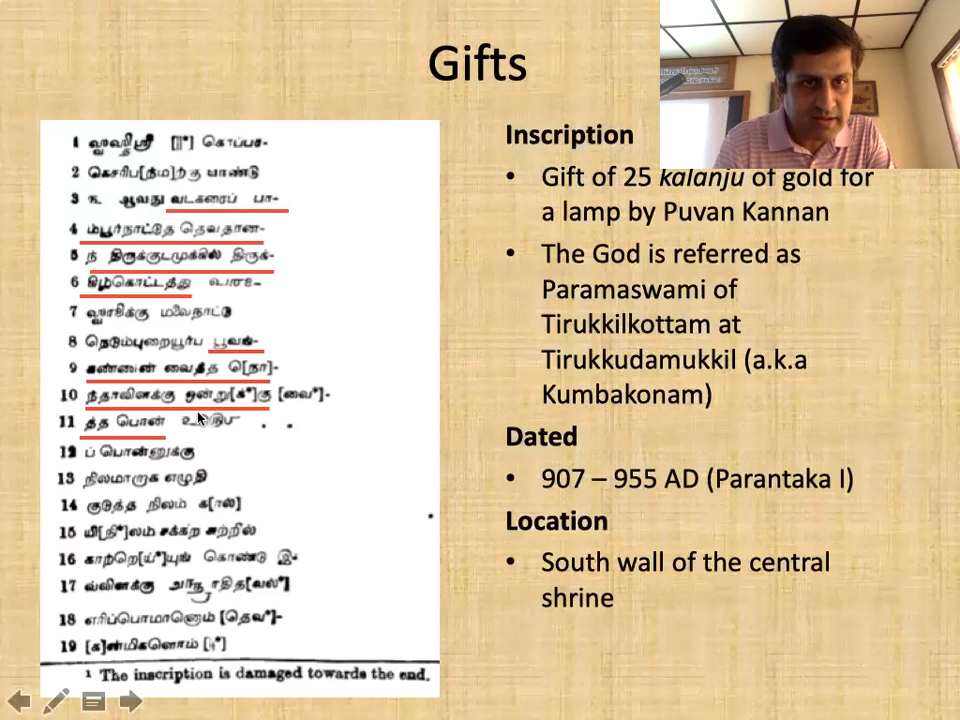 Gifts
1 [॥*] கொப்பர-
2 கெசரிப[ந்ம]ற்கு யாண்டு
3 ஆவது வடகரைப் பா-
4 ம்பூர்நாட்டுத் தெவதான-
5 ந் திருக்குடமுக்கில் திருக்-
6 கீழ்கொட்டத்து
7 மலைநாட்டு
8 நெடும்புறையூர்ப் பூவங்-
9 கண்ணன் வைத்த [நொ]-
10 ந்தாவிளக்கு ஒன்று[க்*]கு [வை*]-
11 த்த பொன் . .
12 ப் பொன்னுக்கு
13 நிலமாறாக எழுதி
14 குடுத்த நிலம் க[ால்]
15 யி[நி*]லம் சக்கற சுற்றில்
16 காற்றெ[ய்*]யுங் கொண்டு இ-
17 வ்விளக்கு
18 எரிப்பொமானொம் [தெவ*]-
19 [க]ன்மிகளொம் [॥*]
1 The inscription is damaged towards the end.
Inscription
• Gift of 25 kalanju of gold for
a lamp by Puvan Kannan
• The God is referred as
Paramaswami of
Tirukkilkottam at
Tirukkudamukkil (a.k.a
Kumbakonam)
Dated
• 907 – 955 AD (Parantaka I)
Location
• South wall of the central
shrine